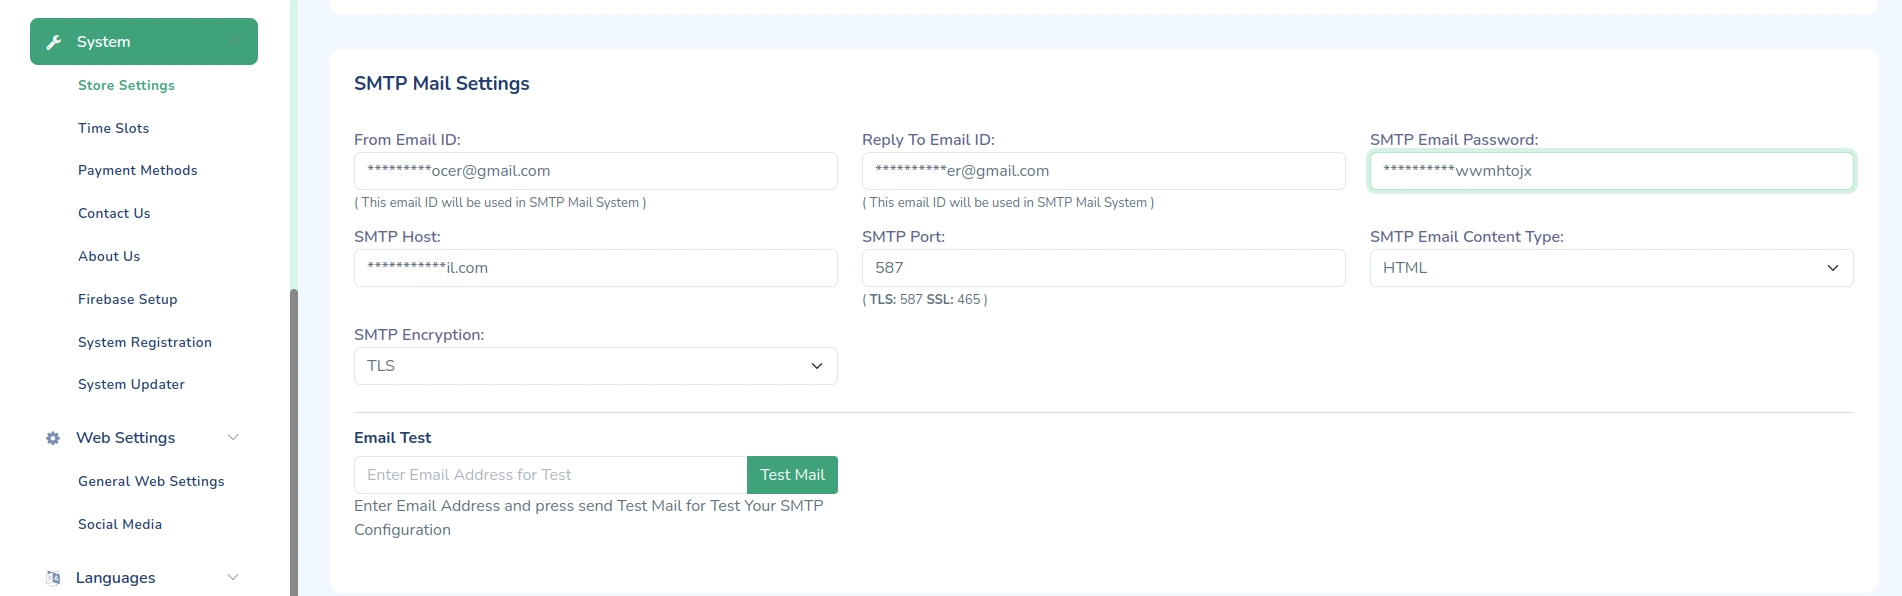 System
Store Settings
Time Slots
Payment Methods
Contact Us
About Us
Firebase Setup
System Registration
System Updater
Web Settings
General Web Settings
Social Media
Languages
SMTP Mail Settings
From Email ID: Reply To Email ID: SMTP Email Password:
*********ocer@gmail.com **********er@gmail.com **********wwmhtojx
( This email ID will be used in SMTP Mail System ) ( This email ID will be used in SMTP Mail System )
SMTP Host: SMTP Port: SMTP Email Content Type:
***********il.com 587 HTML
( TLS: 587 SSL: 465 )
SMTP Encryption:
TLS
Email Test
Enter Email Address for Test Test Mail
Enter Email Address and press send Test Mail for Test Your SMTP
Configuration